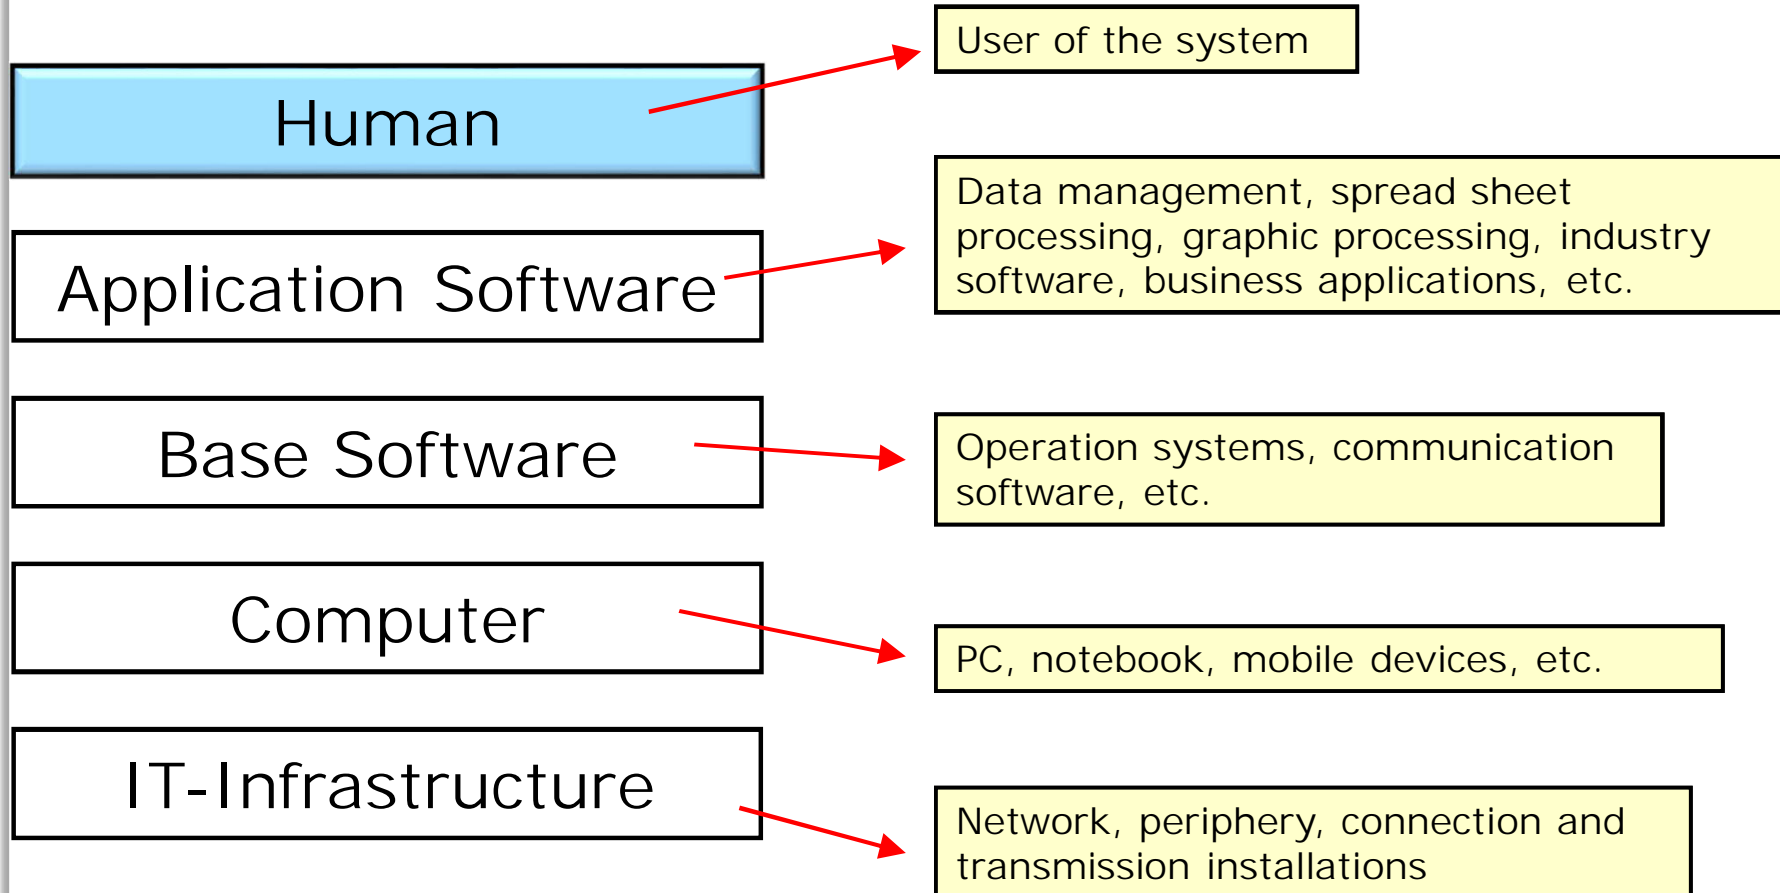 Human
User of the system
Application Software
Data management, spread sheet
processing, graphic processing, industry
software, business applications, etc.
Base Software
Operation systems, communication
software, etc.
Computer
PC, notebook, mobile devices, etc.
IT-Infrastructure
Network, periphery, connection and
transmission installations